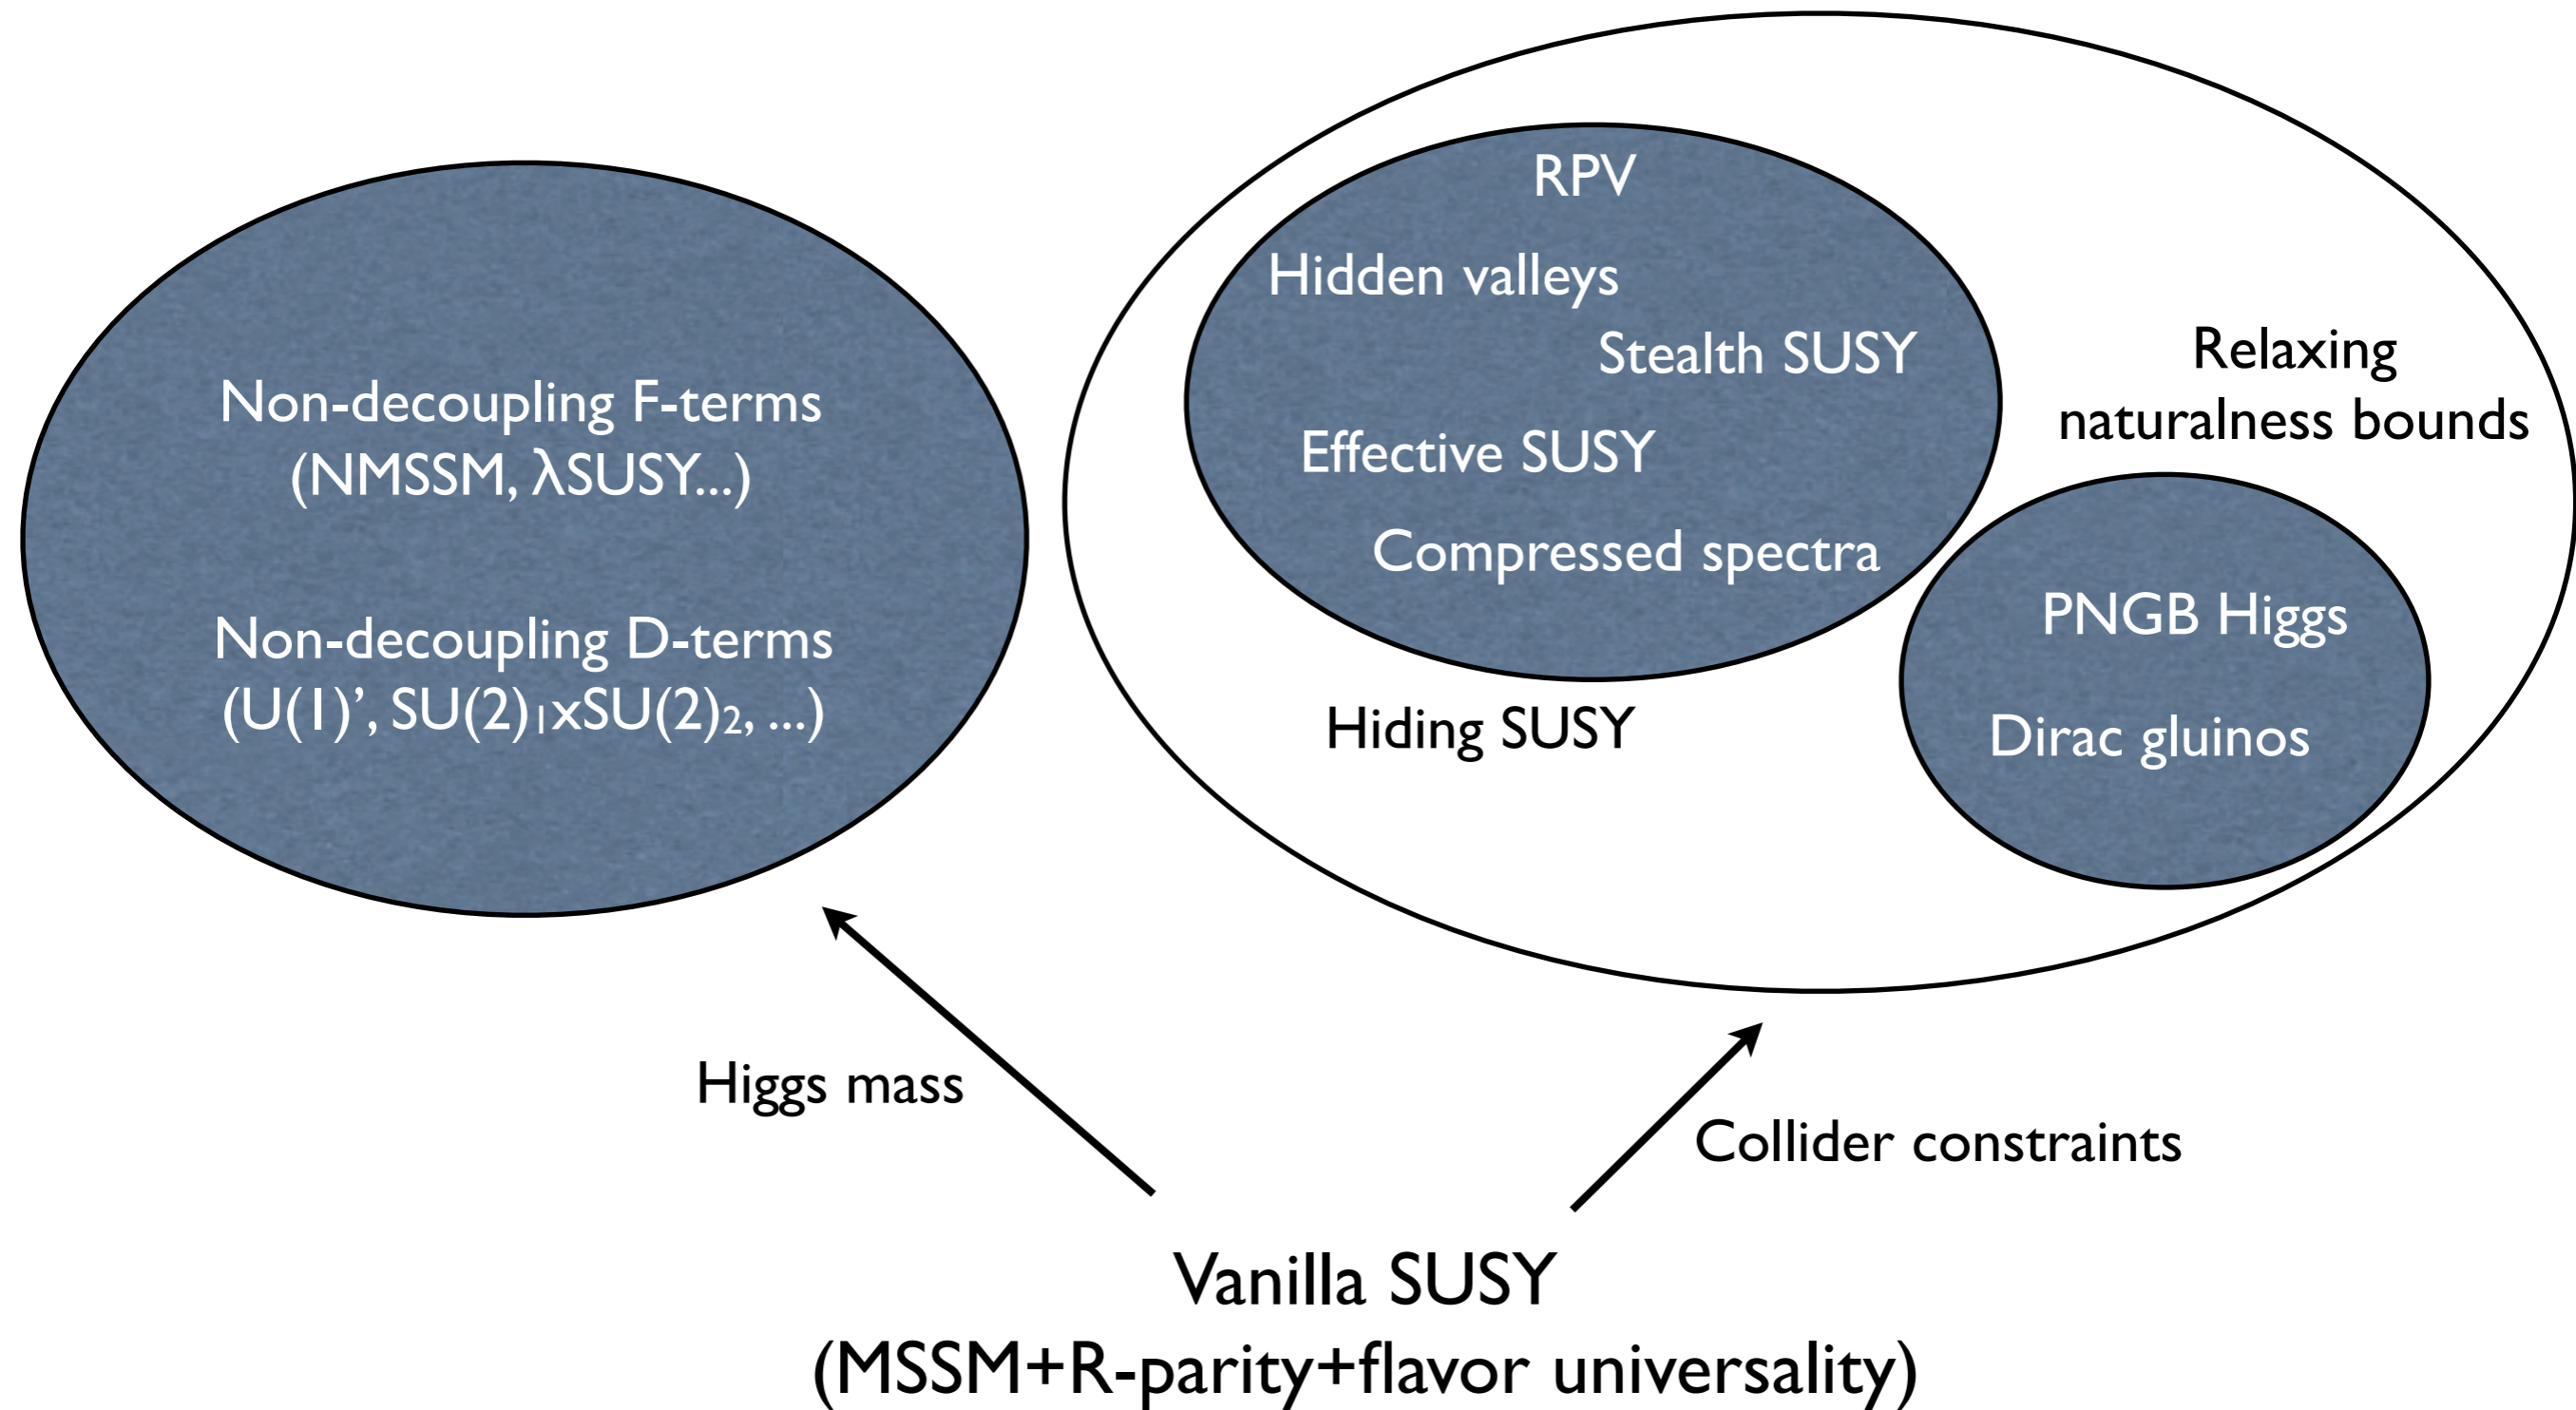 Non-decoupling F-terms
(NMSSM, λSUSY...)
Non-decoupling D-terms
(U(1)’, SU(2)₁xSU(2)₂, ...)
RPV
Hidden valleys
Stealth SUSY
Effective SUSY
Compressed spectra
Hiding SUSY
Relaxing
naturalness bounds
PNGB Higgs
Dirac gluinos
Higgs mass
Collider constraints
Vanilla SUSY
(MSSM+R-parity+flavor universality)